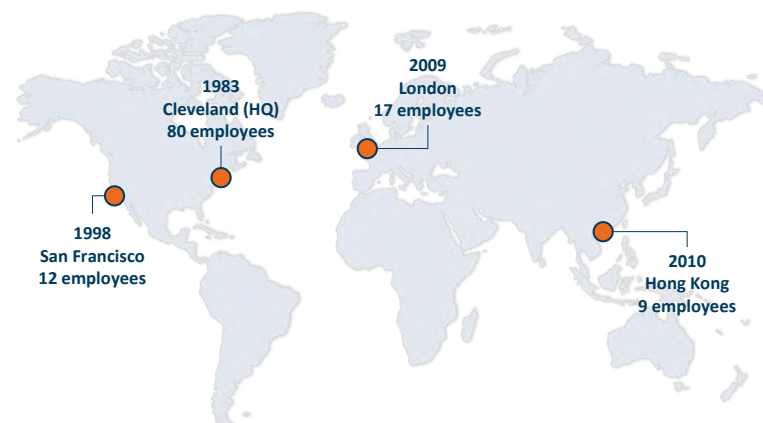 1983
Cleveland (HQ)
80 employees
2009
London
17 employees
1998
San Francisco
12 employees
2010
Hong Kong
9 employees